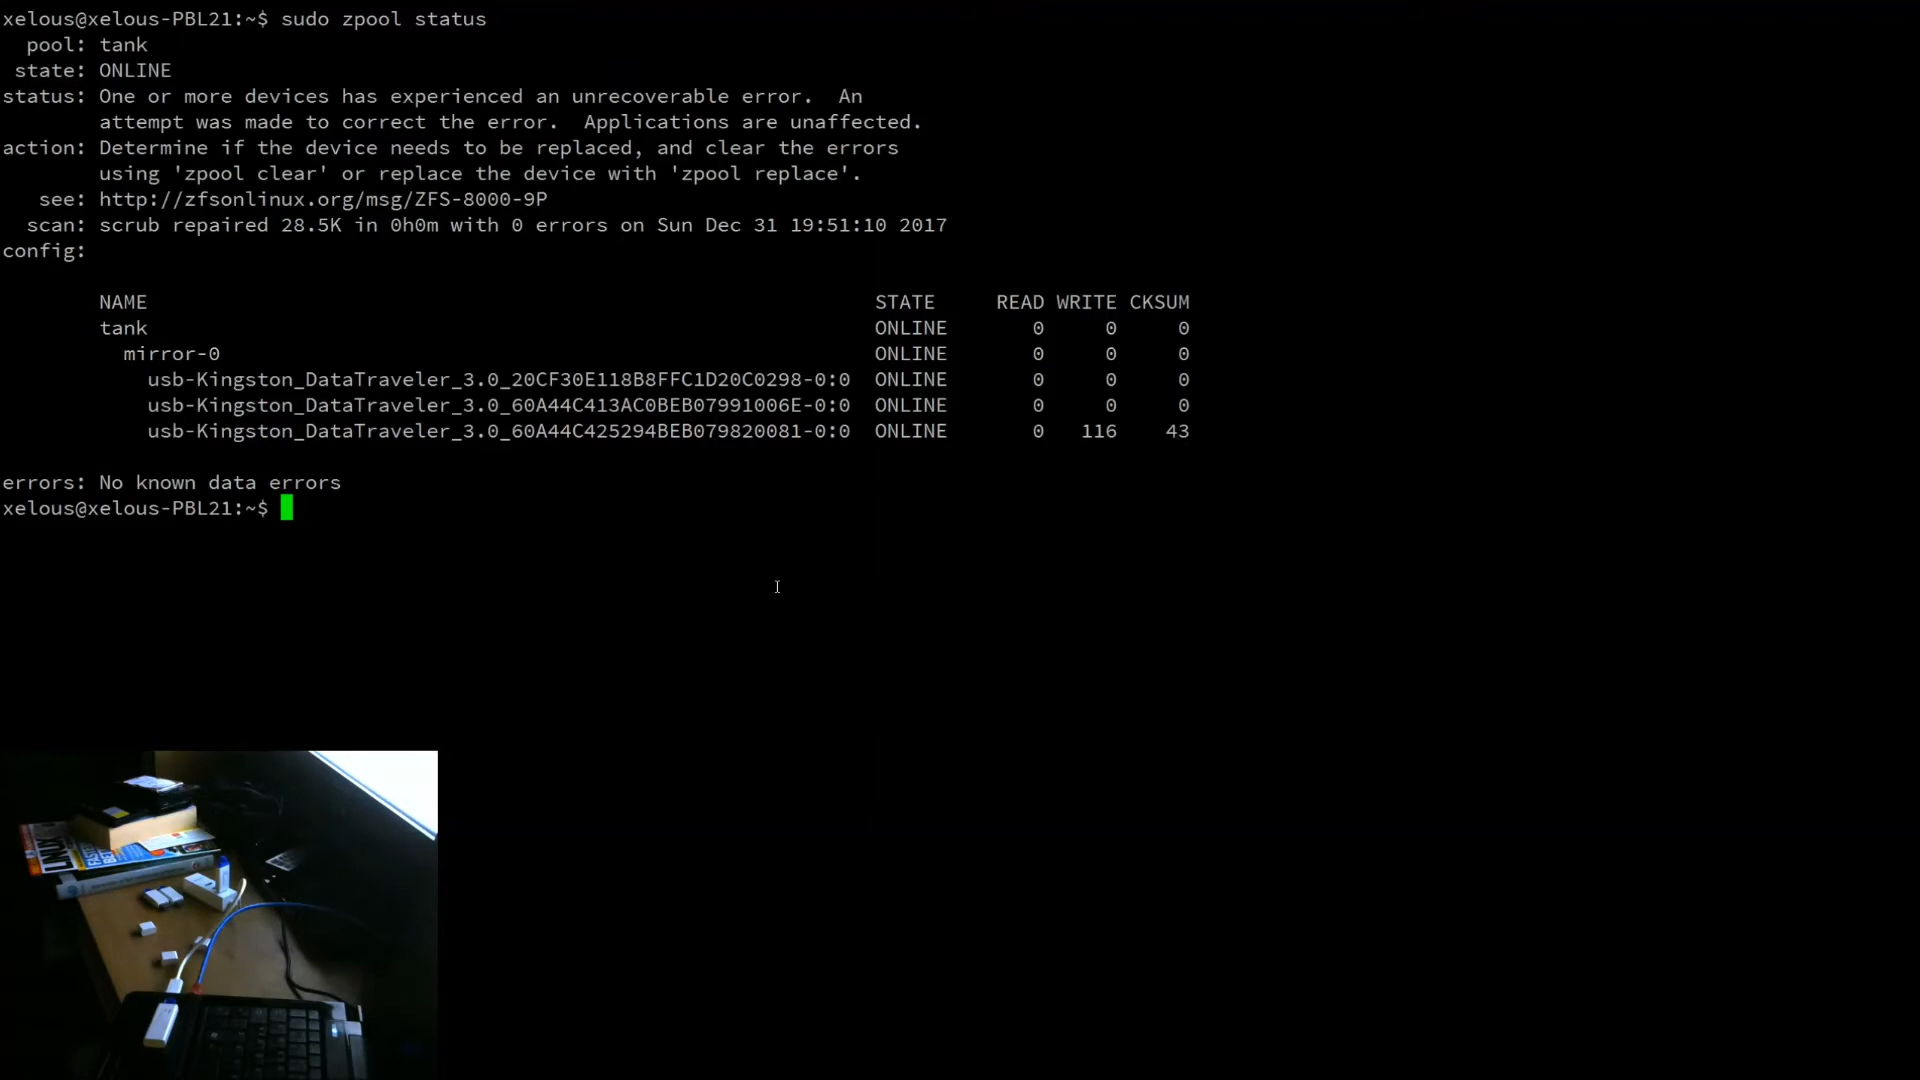 xelous@xelous-PBL21:~$ sudo zpool status
pool: tank
state: ONLINE
status: One or more devices has experienced an unrecoverable error.  An
attempt was made to correct the error.  Applications are unaffected.
action: Determine if the device needs to be replaced, and clear the errors
using 'zpool clear' or replace the device with 'zpool replace'.
see: http://zfsonlinux.org/msg/ZFS-8000-9P
scan: scrub repaired 28.5K in 0h0m with 0 errors on Sun Dec 31 19:51:10 2017
config:
NAME STATE READ WRITE CKSUM
tank ONLINE 0 0 0
mirror-0 ONLINE 0 0 0
usb-Kingston_DataTraveler_3.0_20CF30E118B8FFC1D20C0298-0:0 ONLINE 0 0 0
usb-Kingston_DataTraveler_3.0_60A44C413AC0BEB07991006E-0:0 ONLINE 0 0 0
usb-Kingston_DataTraveler_3.0_60A44C425294BEB079820081-0:0 ONLINE 0 116 43
errors: No known data errors
xelous@xelous-PBL21:~$
LINUX